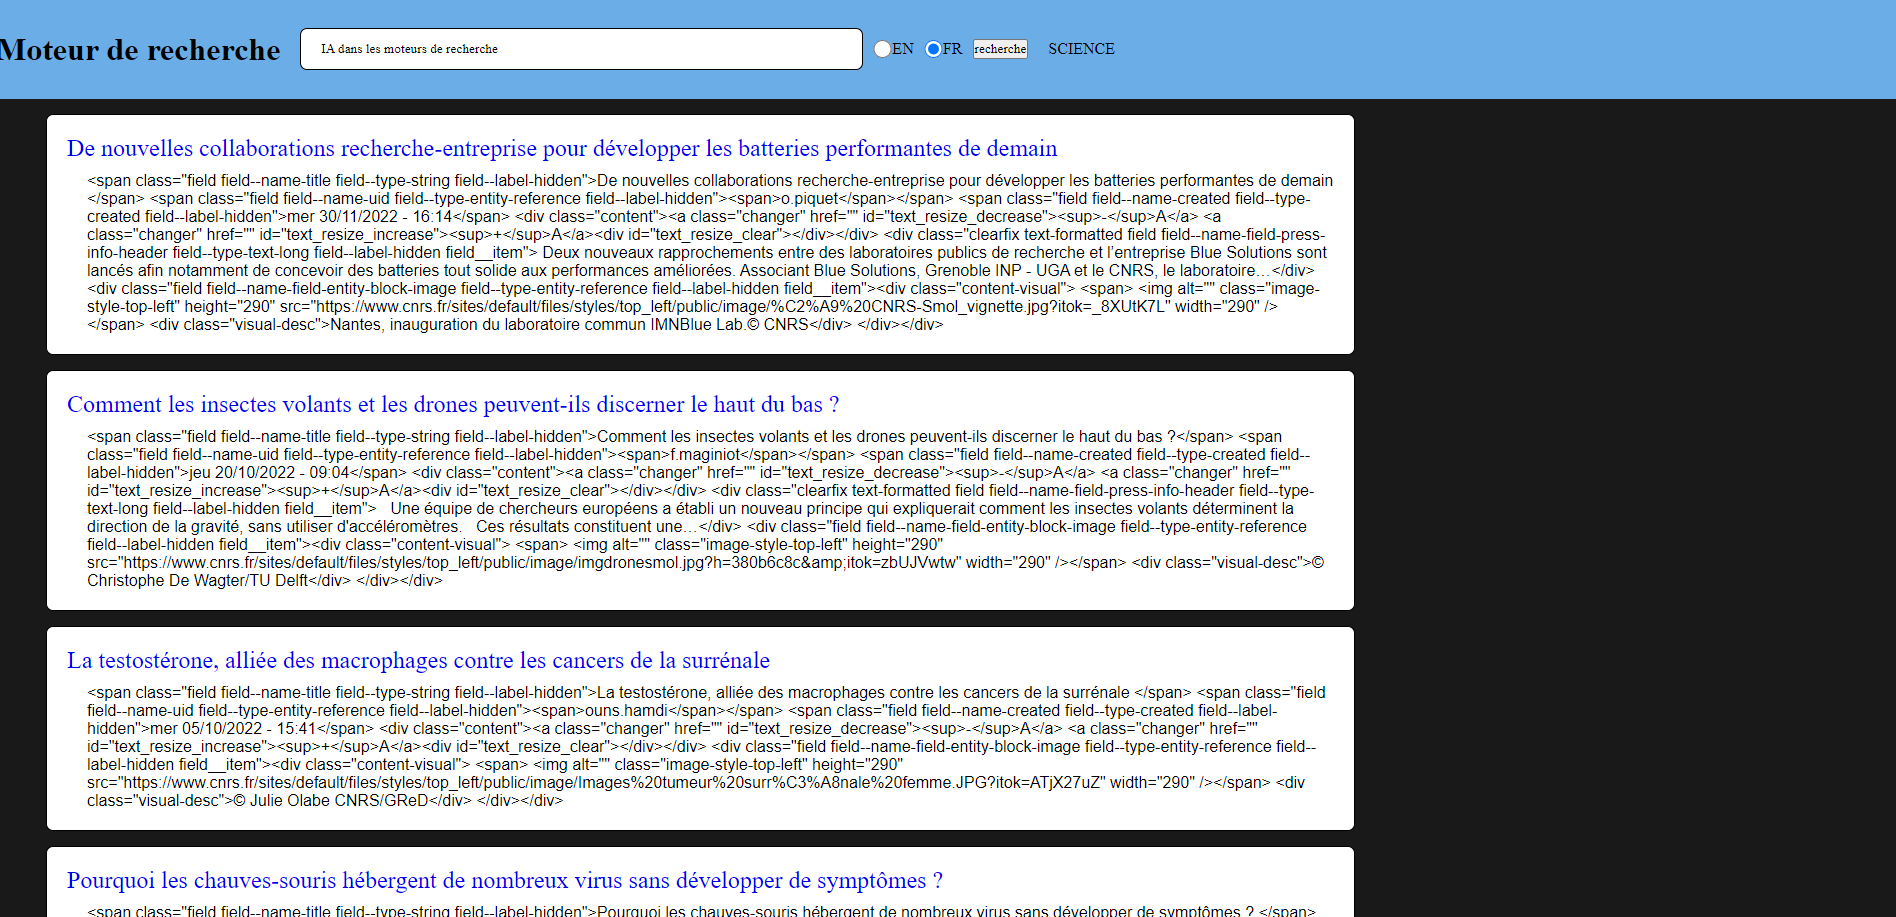 Moteur de recherche
IA dans les moteurs de recherche
EN FR recherche SCIENCE
De nouvelles collaborations recherche-entreprise pour développer les batteries performantes de demain
<span class="field field--name-title field--type-string field--label-hidden">De nouvelles collaborations recherche-entreprise pour développer les batteries performantes de demain
</span> <span class="field field--name-uid field--type-entity-reference field--label-hidden"><span>o.piquet</span></span> <span class="field field--name-created field--type-
created field--label-hidden">mer 30/11/2022 - 16:14</span> <div class="content"><a class="changer" href="" id="text_resize_decrease"><sup>-</sup>A</a> <a
class="changer" href="" id="text_resize_increase"><sup>+</sup>A</a><div id="text_resize_clear"></div></div> <div class="clearfix text-formatted field field--name-field-press-
info-header field--type-text-long field--label-hidden field__item"> Deux nouveaux rapprochements entre des laboratoires publics de recherche et l'entreprise Blue Solutions sont
lancés afin notamment de concevoir des batteries tout solide aux performances améliorées. Associant Blue Solutions, Grenoble INP - UGA et le CNRS, le laboratoire…</div>
<div class="field field--name-field-entity-block-image field--type-entity-reference field--label-hidden field__item"><div class="content-visual"> <span> <img alt="" class="image-
style-top-left" height="290" src="https://www.cnrs.fr/sites/default/files/styles/top_left/public/image/%C2%A9%20CNRS-Smol_vignette.jpg?itok=_8XUtK7L" width="290" />
</span> <div class="visual-desc">Nantes, inauguration du laboratoire commun IMNBlue Lab.© CNRS</div> </div></div>
Comment les insectes volants et les drones peuvent-ils discerner le haut du bas ?
<span class="field field--name-title field--type-string field--label-hidden">Comment les insectes volants et les drones peuvent-ils discerner le haut du bas ?</span> <span
class="field field--name-uid field--type-entity-reference field--label-hidden"><span>f.maginiot</span></span> <span class="field field--name-created field--type-created field--
label-hidden">jeu 20/10/2022 - 09:04</span> <div class="content"><a class="changer" href="" id="text_resize_decrease"><sup>-</sup>A</a> <a class="changer" href=""
id="text_resize_increase"><sup>+</sup>A</a><div id="text_resize_clear"></div></div> <div class="clearfix text-formatted field field--name-field-press-info-header field--type-
text-long field--label-hidden field__item"> Une équipe de chercheurs européens a établi un nouveau principe qui expliquerait comment les insectes volants déterminent la
direction de la gravité, sans utiliser d'accéléromètres. Ces résultats constituent une…</div> <div class="field field--name-field-entity-block-image field--type-entity-reference
field--label-hidden field__item"><div class="content-visual"> <span> <img alt="" class="image-style-top-left" height="290"
src="https://www.cnrs.fr/sites/default/files/styles/top_left/public/image/imgdronesmol.jpg?h=380b6c8c&amp;itok=zbUJVwtw" width="290" /></span> <div class="visual-desc">©
Christophe De Wagter/TU Delft</div> </div></div>
La testostérone, alliée des macrophages contre les cancers de la surrénale
<span class="field field--name-title field--type-string field--label-hidden">La testostérone, alliée des macrophages contre les cancers de la surrénale </span> <span class="field
field--name-uid field--type-entity-reference field--label-hidden"><span>ouns.hamdi</span></span> <span class="field field--name-created field--type-created field--label-
hidden">mer 05/10/2022 - 15:41</span> <div class="content"><a class="changer" href="" id="text_resize_decrease"><sup>-</sup>A</a> <a class="changer" href=""
id="text_resize_increase"><sup>+</sup>A</a><div id="text_resize_clear"></div></div> <div class="field field--name-field-entity-block-image field--type-entity-reference field--
label-hidden field__item"><div class="content-visual"> <span> <img alt="" class="image-style-top-left" height="290"
src="https://www.cnrs.fr/sites/default/files/styles/top_left/public/image/Images%20tumeur%20surr%C3%A8nale%20femme.JPG?itok=ATjX27uZ" width="290" /></span> <div
class="visual-desc">© Julie Olabe CNRS/GReD</div> </div></div>
Pourquoi les chauves-souris hébergent de nombreux virus sans développer de symptômes ?
<span class="field field--name-title field--type-string field--label-hidden">Pourquoi les chauves-souris hébergent de nombreux virus sans développer de symptômes ? </span>